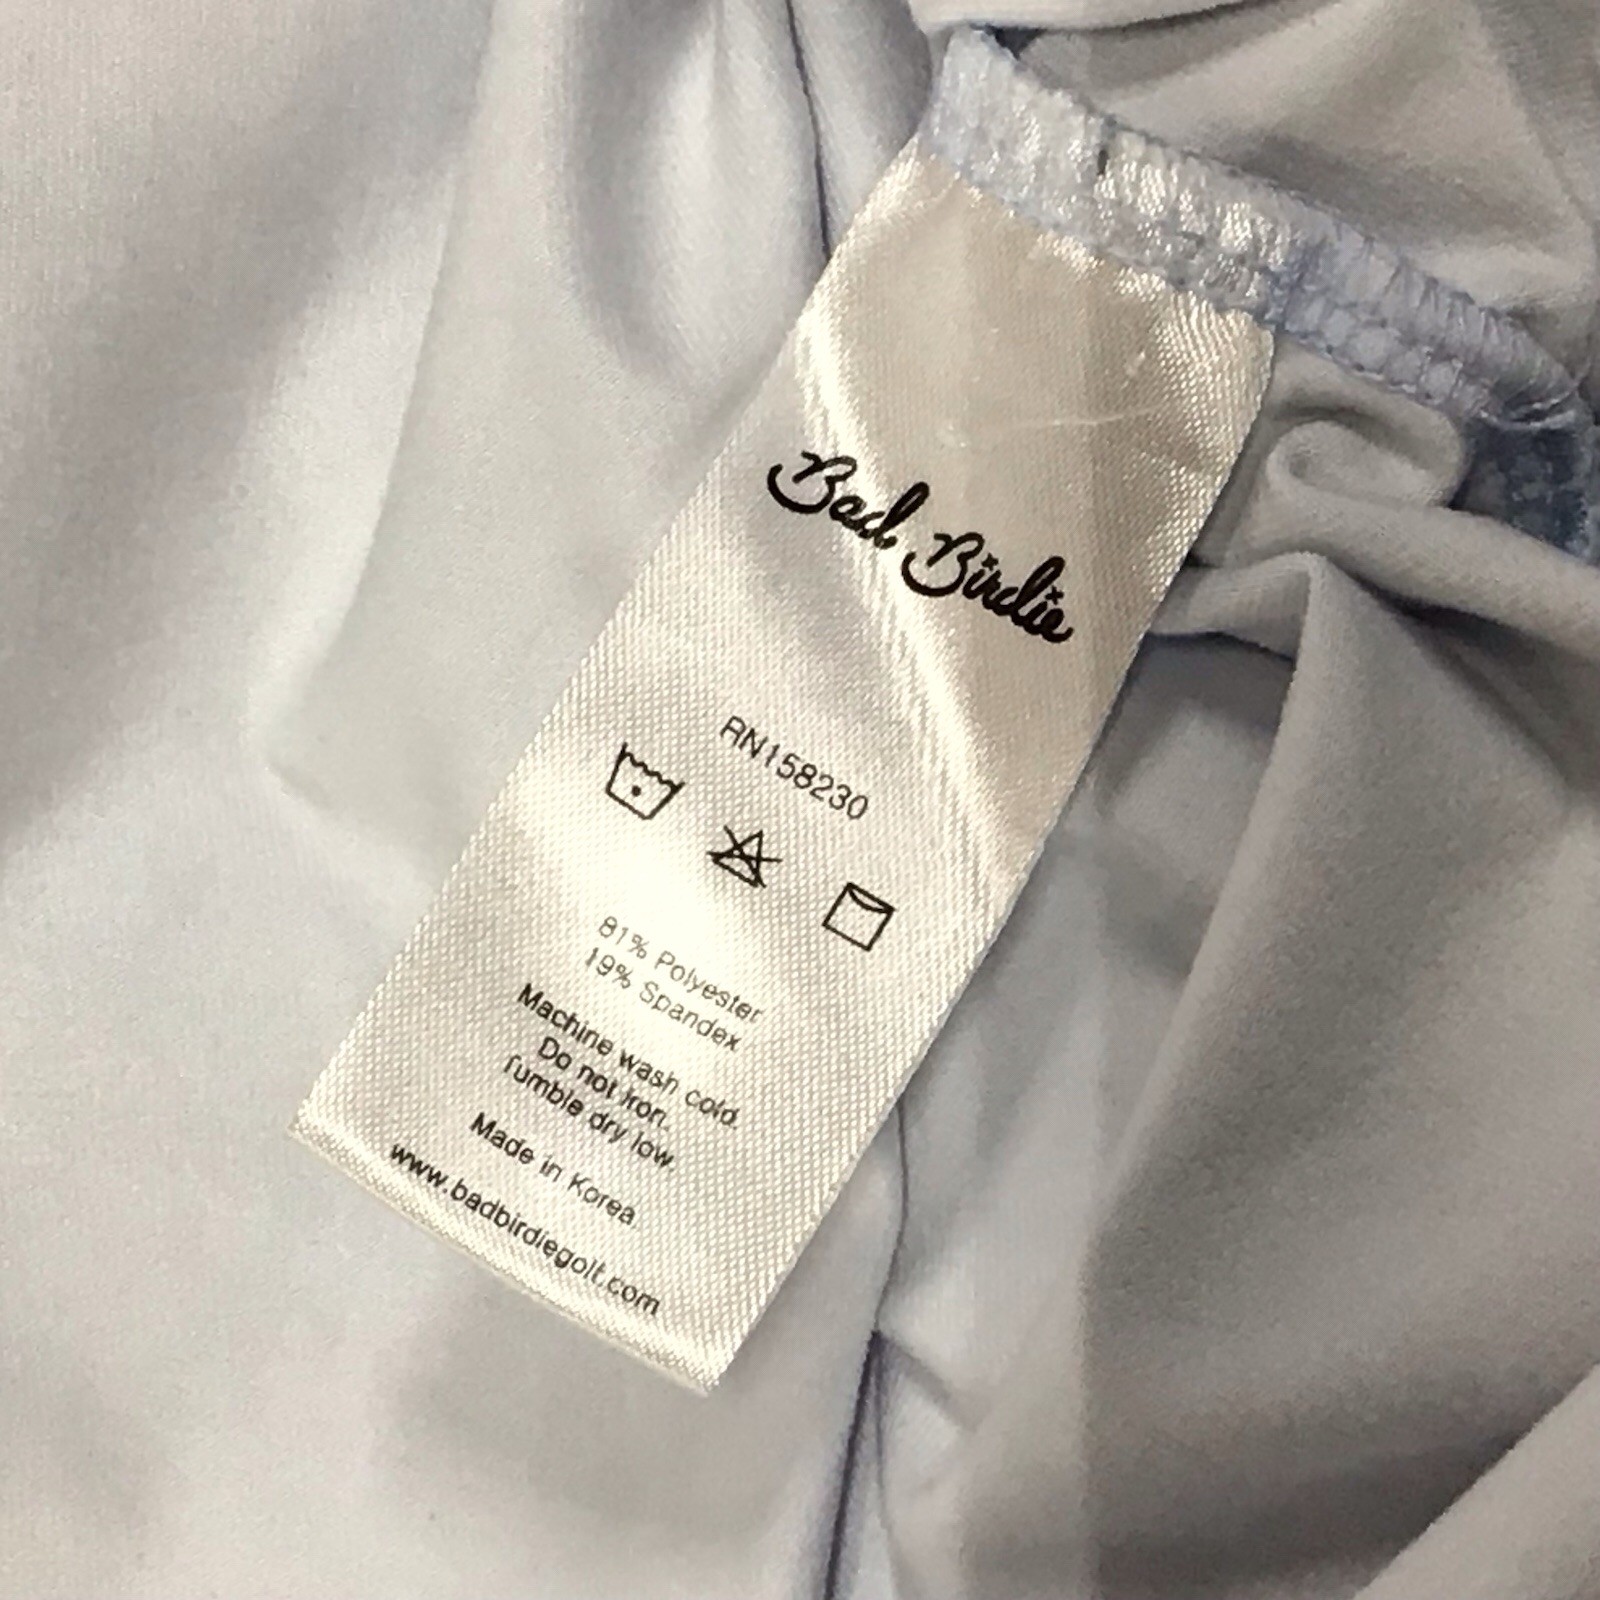 Bad Birdie
RN158230
81% Polyester
19% Spandex
Machine wash cold.
Do not Iron.
Tumble dry low.
Made in Korea.
www.badbirdiegolf.com